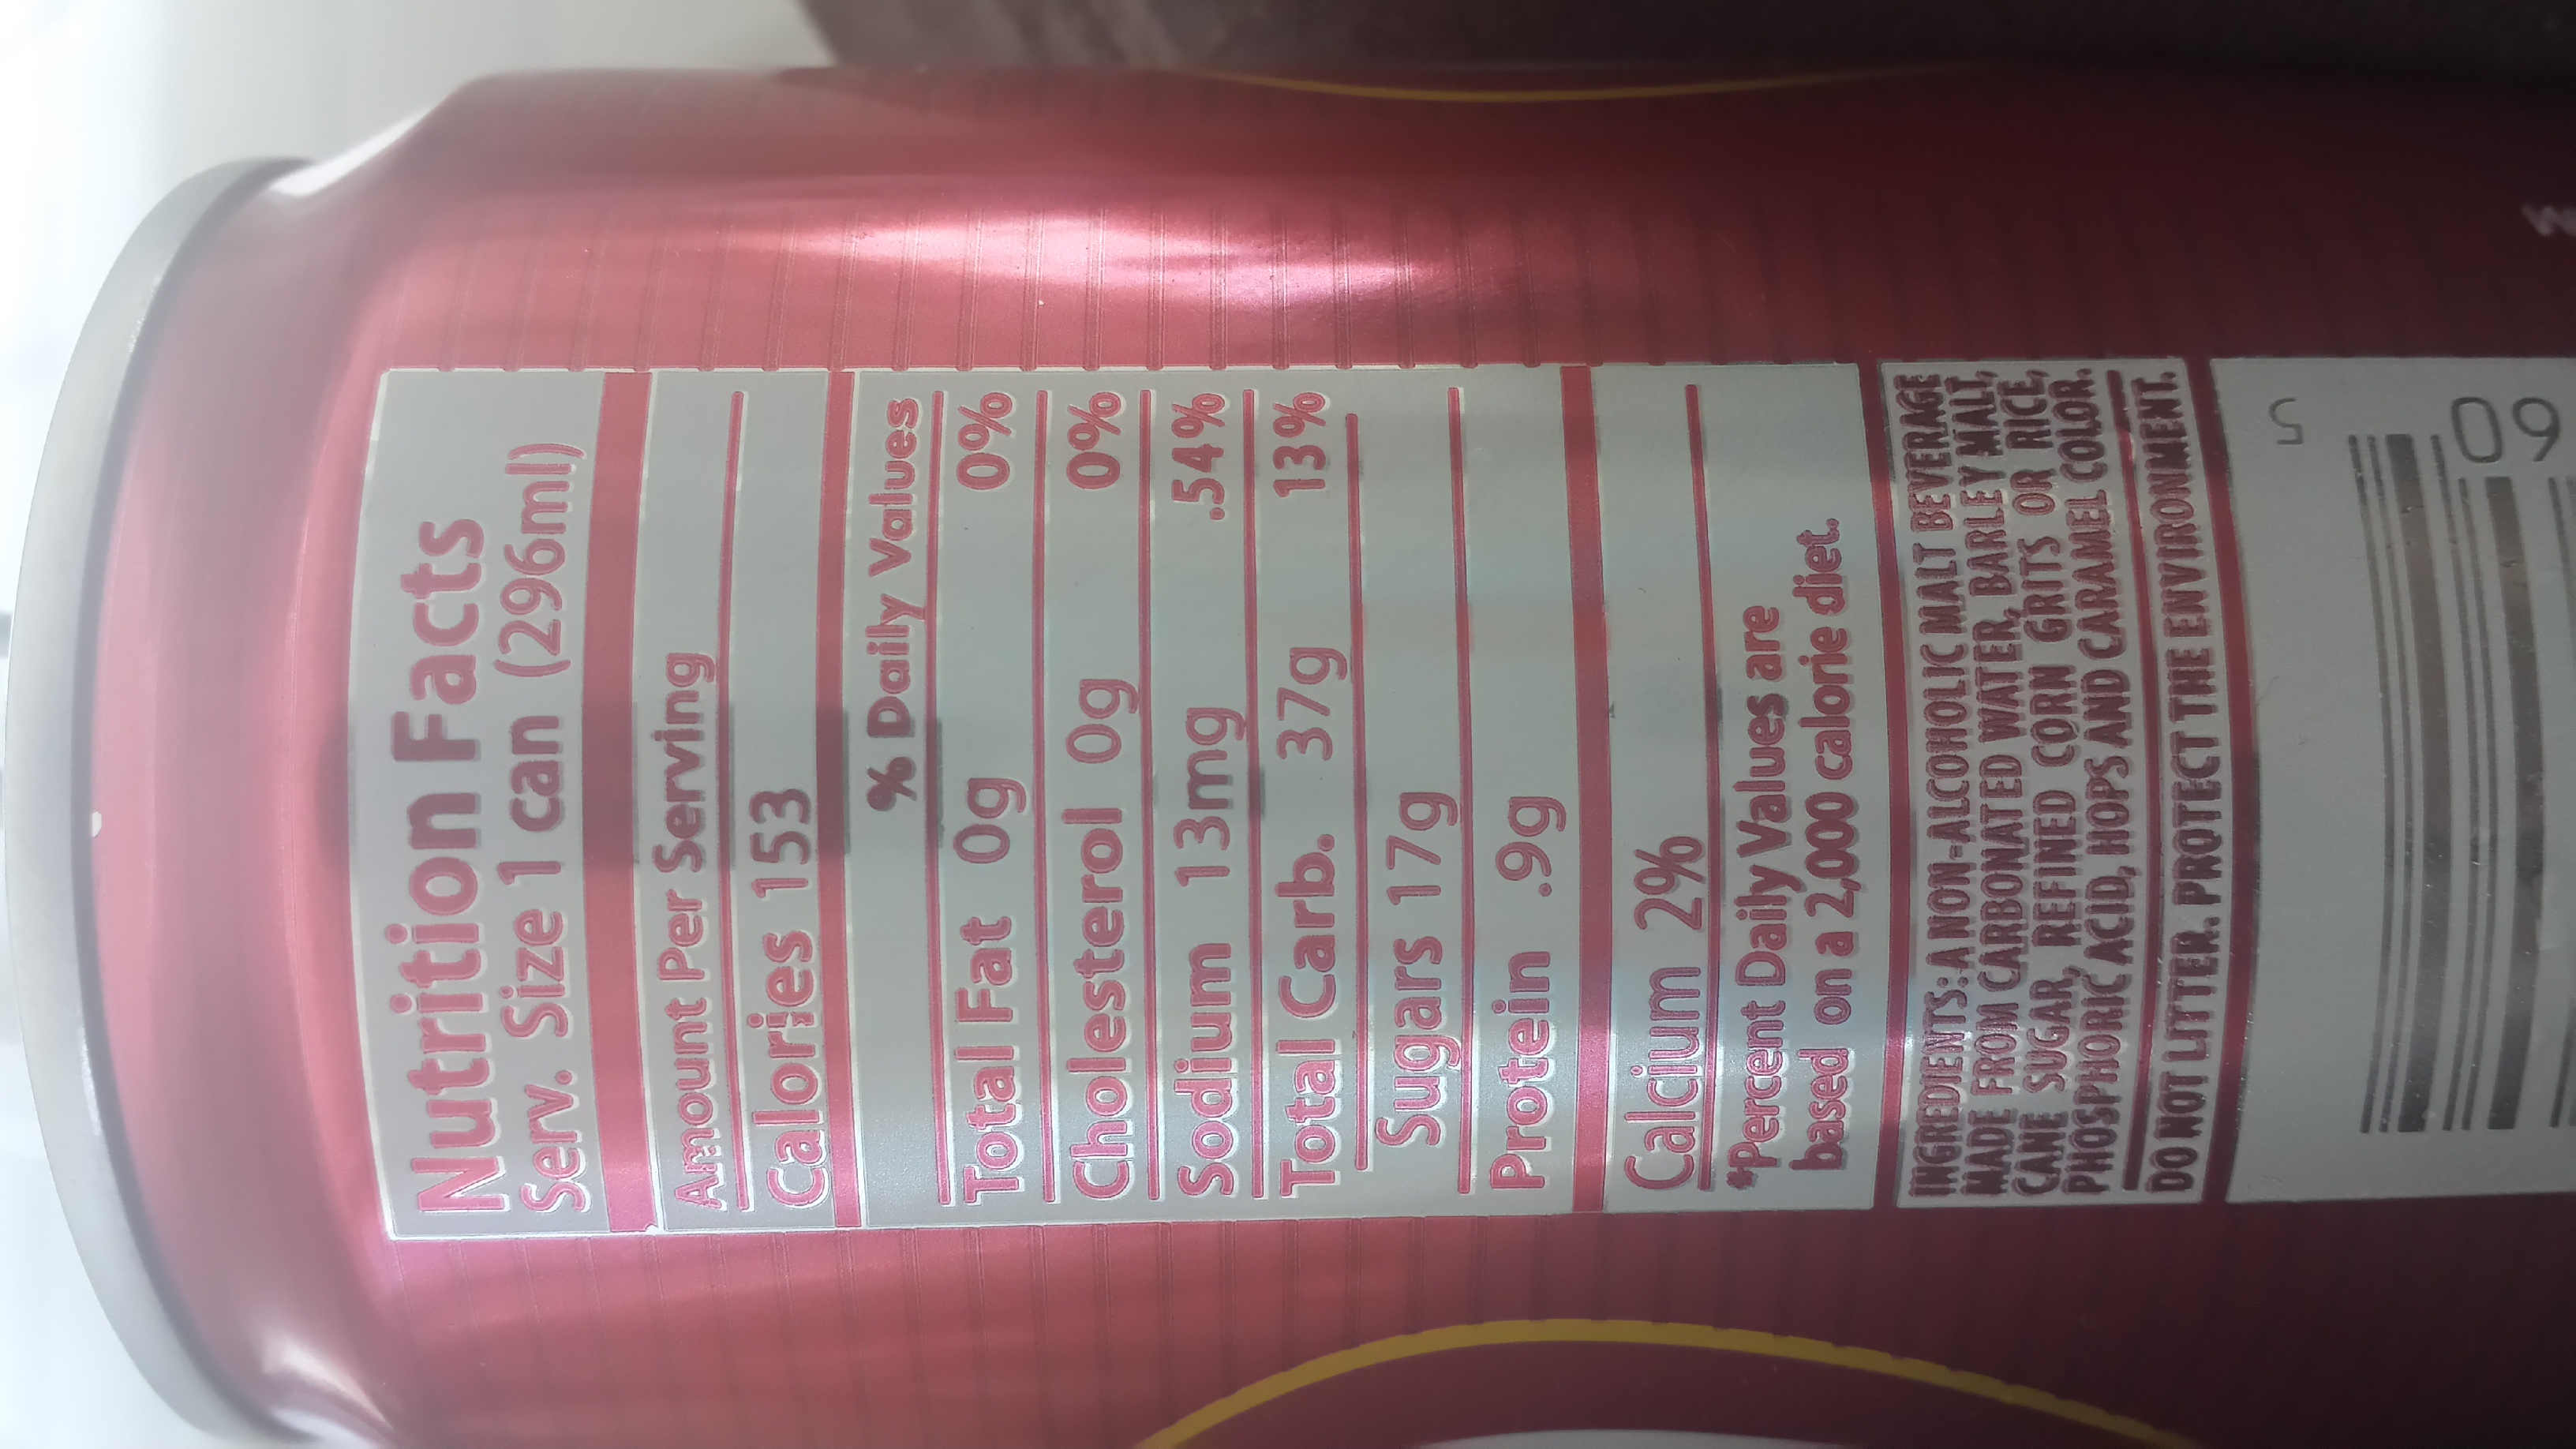 Nutrition Facts
Serv. Size 1 can (296ml)
Amount Per Serving
Calories 153
% Daily Values
Total Fat 0g 0%
Cholesterol 0g 0%
Sodium 13mg .54%
Total Carb. 37g 13%
Sugars 17g
Protein .9g
Calcium 2%
*Percent Daily Values are
based on a 2,000 calorie diet.
INGREDIENTS: A NON-ALCOHOLIC MALT BEVERAGE
MADE FROM CARBONATED WATER, BARLEY MALT,
CANE SUGAR, REFINED CORN GRITS OR RICE,
PHOSPHORIC ACID, HOPS AND CARAMEL COLOR.
DO NOT LITTER. PROTECT THE ENVIRONMENT.
5
60